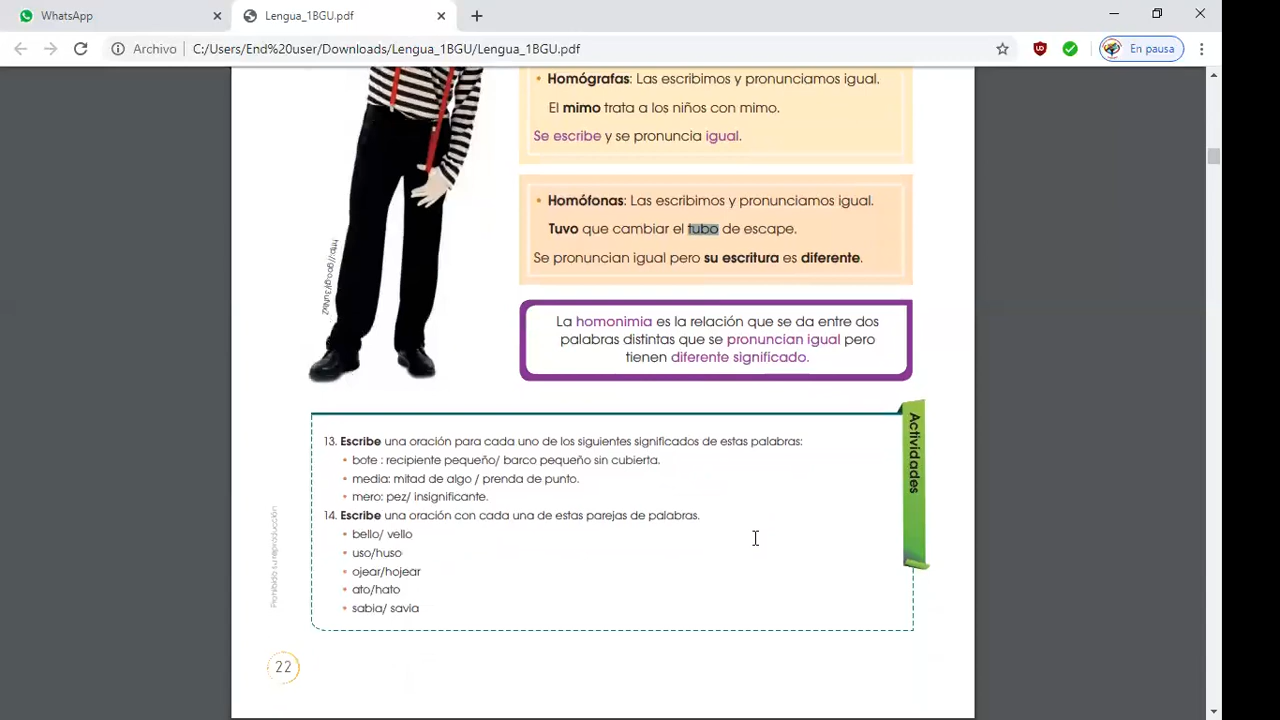 WhatsApp
Lengua_1BGU.pdf
Archivo
C:/Users/End%20user/Downloads/Lengua_1BGU/Lengua_1BGU.pdf
En pausa
• Homógrafas: Las escribimos y pronunciamos igual.
El mimo trata a los niños con mimo.
Se escribe y se pronuncia igual.
• Homófonas: Las escribimos y pronunciamos igual.
Tuvo que cambiar el tubo de escape.
Se pronuncian igual pero su escritura es diferente.
La homonimia es la relación que se da entre dos
palabras distintas que se pronuncian igual pero
tienen diferente significado.
Actividades
13. Escribe una oración para cada uno de los siguientes significados de estas palabras:
• bote : recipiente pequeño/ barco pequeño sin cubierta.
• media: mitad de algo / prenda de punto.
• mero: pez/ insignificante.
14. Escribe una oración con cada una de estas parejas de palabras.
• bello/ vello
• uso/huso
• ojear/hojear
• ato/hato
• sabia/ savia
Prohibida su reproducción
22